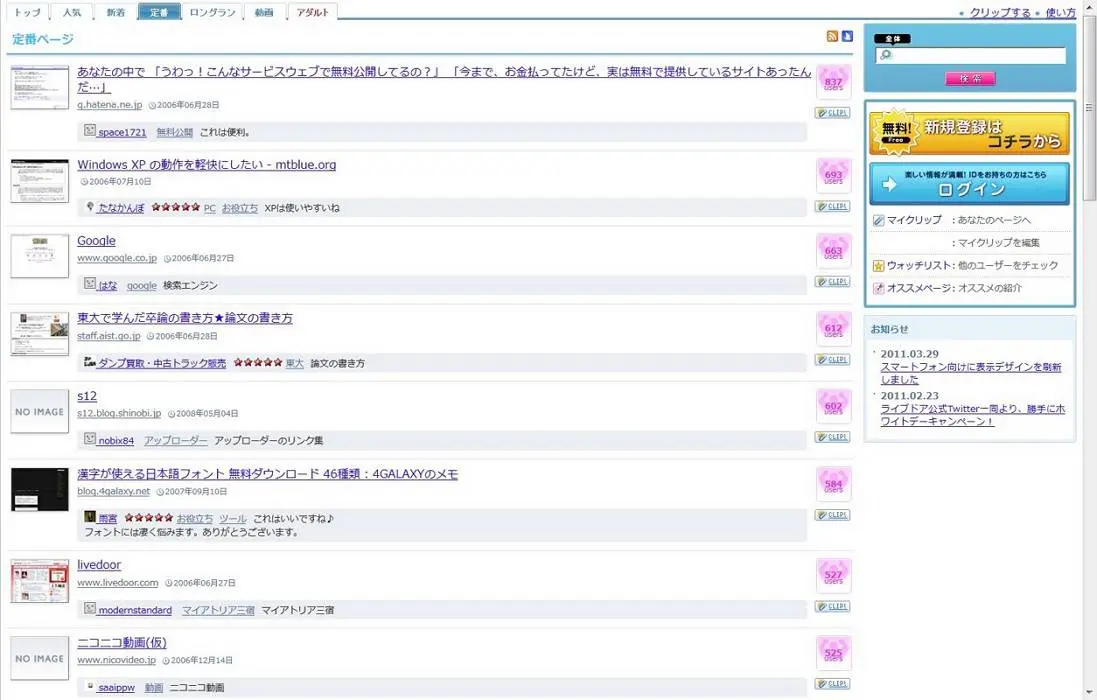 トップ 人気 新着 定番 ロングラン 動画 アダルト
クリップする 使い方
定番ページ
あなたの中で 「うわっ！こんなサービスウェブで無料公開してるの？」 「今まで、お金払ってたけど、実は無料で提供しているサイトあったん
だ…」
q.hatena.ne.jp 2006年06月28日
837
users
CLIP!
space1721 無料公開 これは便利。
Windows XP の動作を軽快にしたい - mtblue.org
2006年07月10日
693
users
CLIP!
たなかんぼ ★★★★★ PC お役立ち XPは使いやすいね
Google
www.google.co.jp 2006年06月27日
663
users
CLIP!
はな google 検索エンジン
東大で学んだ卒論の書き方★論文の書き方
staff.aist.go.jp 2006年06月28日
612
users
CLIP!
ダンプ買取・中古トラック販売 ★★★★★ 東大 論文の書き方
NO IMAGE
s12
s12.blog.shinobi.jp 2008年05月04日
602
users
CLIP!
nobix84 アップローダー アップローダーのリンク集
漢字が使える日本語フォント 無料ダウンロード 46種類：4GALAXYのメモ
blog.4galaxy.net 2007年09月10日
584
users
CLIP!
雨宮 ★★★★★ お役立ち ツール これはいいですね♪
フォントには凄く悩みます。ありがとうございます。
livedoor
www.livedoor.com 2006年06月27日
527
users
CLIP!
modernstandard マイアトリア三宿 マイアトリア三宿
NO IMAGE
ニコニコ動画(仮)
www.nicovideo.jp 2006年12月14日
525
users
CLIP!
saaippw 動画 ニコニコ動画
全体
検索
無料!
Free
新規登録は
コチラから
楽しい情報が満載! IDをお持ちの方はこちら
ログイン
マイクリップ ：あなたのページへ
：マイクリップを編集
ウォッチリスト：他のユーザーをチェック
オススメページ：オススメの紹介
お知らせ
2011.03.29
スマートフォン向けに表示デザインを刷新
しました
2011.02.23
ライブドア公式Twitter一同より、勝手にホ
ワイトデーキャンペーン！